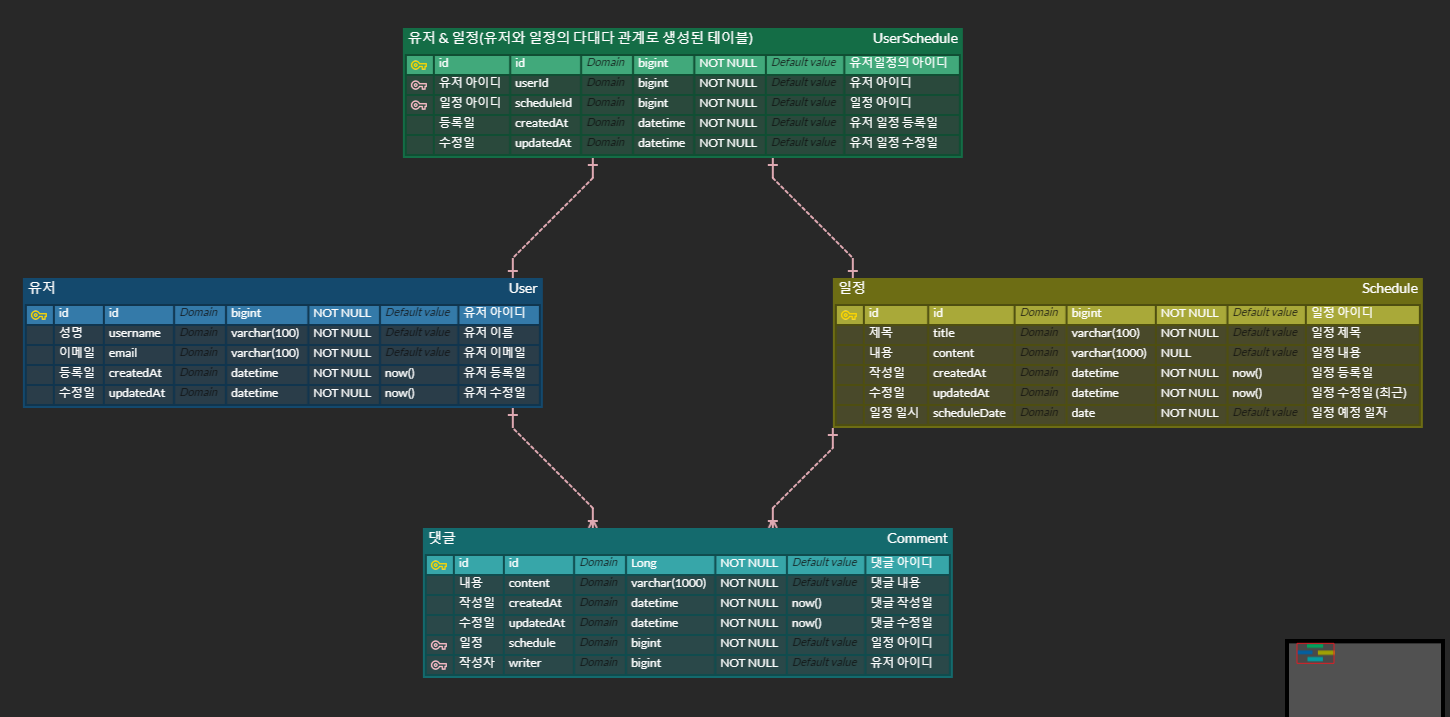 유저 & 일정(유저와 일정의 다대다 관계로 생성된 테이블) UserSchedule
id id Domain bigint NOT NULL Default value 유저일정의 아이디
유저 아이디 userId Domain bigint NOT NULL Default value 유저 아이디
일정 아이디 scheduleId Domain bigint NOT NULL Default value 일정 아이디
등록일 createdAt Domain datetime NOT NULL Default value 유저 일정 등록일
수정일 updatedAt Domain datetime NOT NULL Default value 유저 일정 수정일
유저 User
id id Domain bigint NOT NULL Default value 유저 아이디
성명 username Domain varchar(100) NOT NULL Default value 유저 이름
이메일 email Domain varchar(100) NOT NULL Default value 유저 이메일
등록일 createdAt Domain datetime NOT NULL now() 유저 등록일
수정일 updatedAt Domain datetime NOT NULL now() 유저 수정일
일정 Schedule
id id Domain bigint NOT NULL Default value 일정 아이디
제목 title Domain varchar(100) NOT NULL Default value 일정 제목
내용 content Domain varchar(1000) NULL Default value 일정 내용
작성일 createdAt Domain datetime NOT NULL now() 일정 등록일
수정일 updatedAt Domain datetime NOT NULL now() 일정 수정일 (최근)
일정 일시 scheduleDate Domain date NOT NULL Default value 일정 예정 일자
댓글 Comment
id id Domain Long NOT NULL Default value 댓글 아이디
내용 content Domain varchar(1000) NOT NULL Default value 댓글 내용
작성일 createdAt Domain datetime NOT NULL now() 댓글 작성일
수정일 updatedAt Domain datetime NOT NULL now() 댓글 수정일
일정 schedule Domain bigint NOT NULL Default value 일정 아이디
작성자 writer Domain bigint NOT NULL Default value 유저 아이디